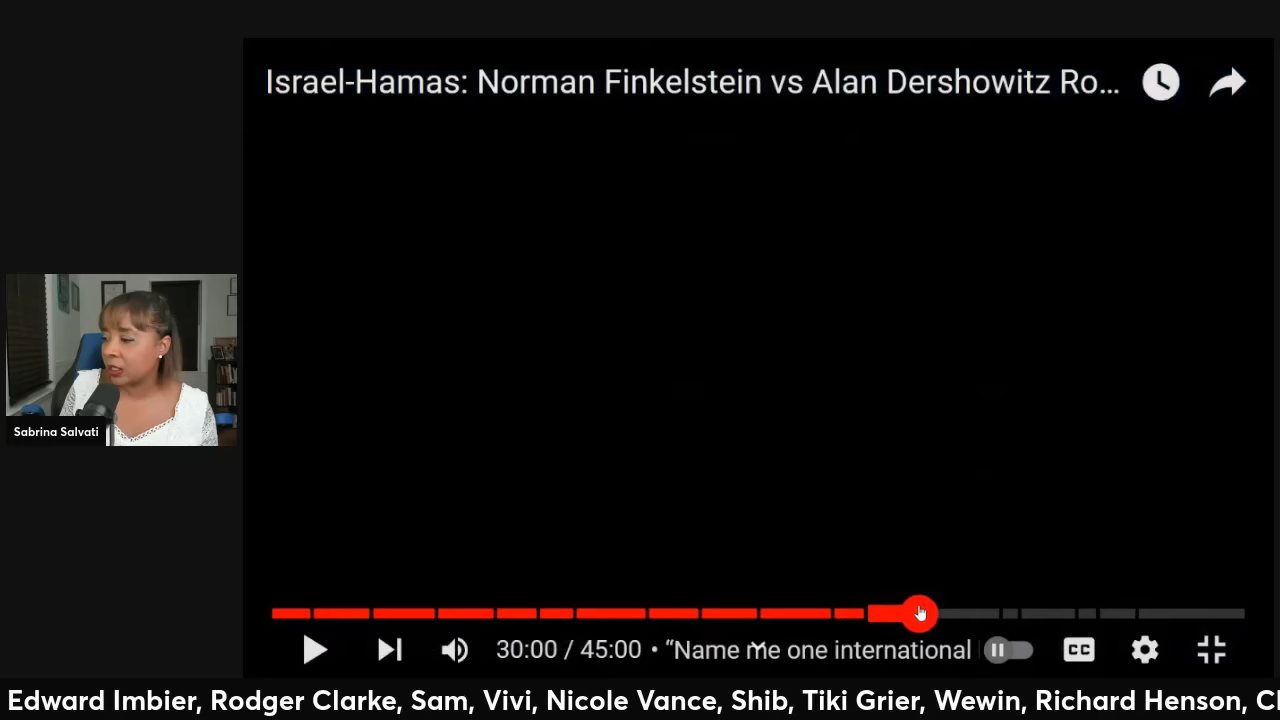 Israel-Hamas: Norman Finkelstein vs Alan Dershowitz Ro...
Sabrina Salvati
30:00 / 45:00 • “Name me one international
CC
Edward Imbier, Rodger Clarke, Sam, Vivi, Nicole Vance, Shib, Tiki Grier, Wewin, Richard Henson,